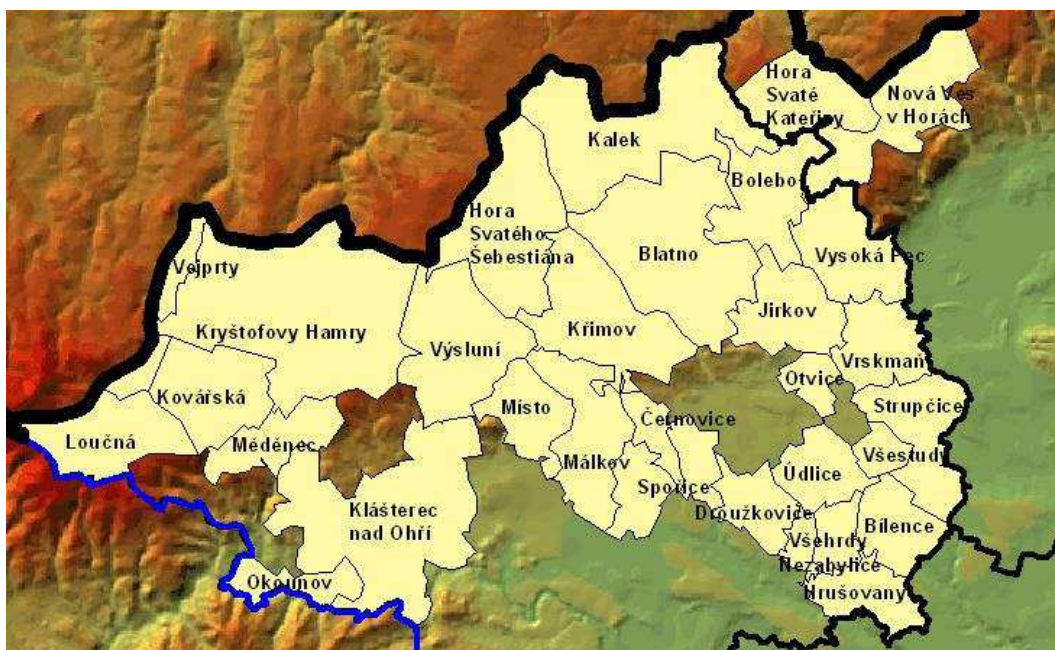 Hora
Svaté
Kateřiny
Nová Ves
v Horách
Kalek
Boleбо
Hora
Svatého
Šebestiána
Blatno
Vysoká Pec
Vejprty
Kryštofovy Hamry
Výsluní
Křimov
Jirkov
Vrskmaň
Otvice
Kovářská
Místo
Černovice
Strupčice
Loučná
Měděnec
Málkov
Údlice
Všestudy
Klášterec
nad Ohří
Spořice
Droužkovice
Bílence
Všehrdy
Nezabylice
Okounov
Hrušovany